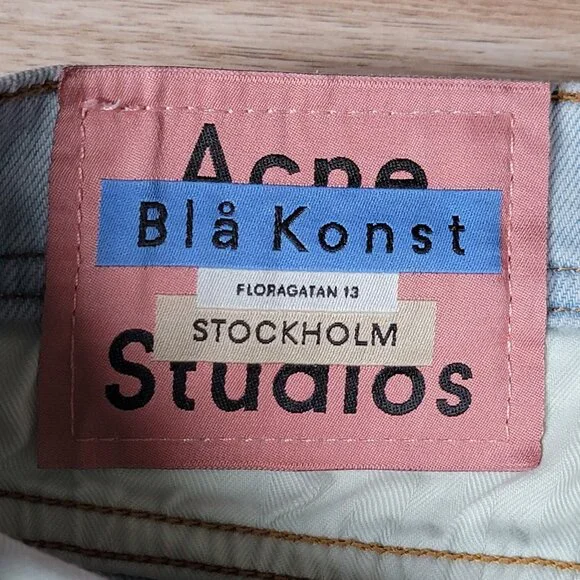 Acne
Blå Konst
FLORAGATAN 13
STOCKHOLM
Studios